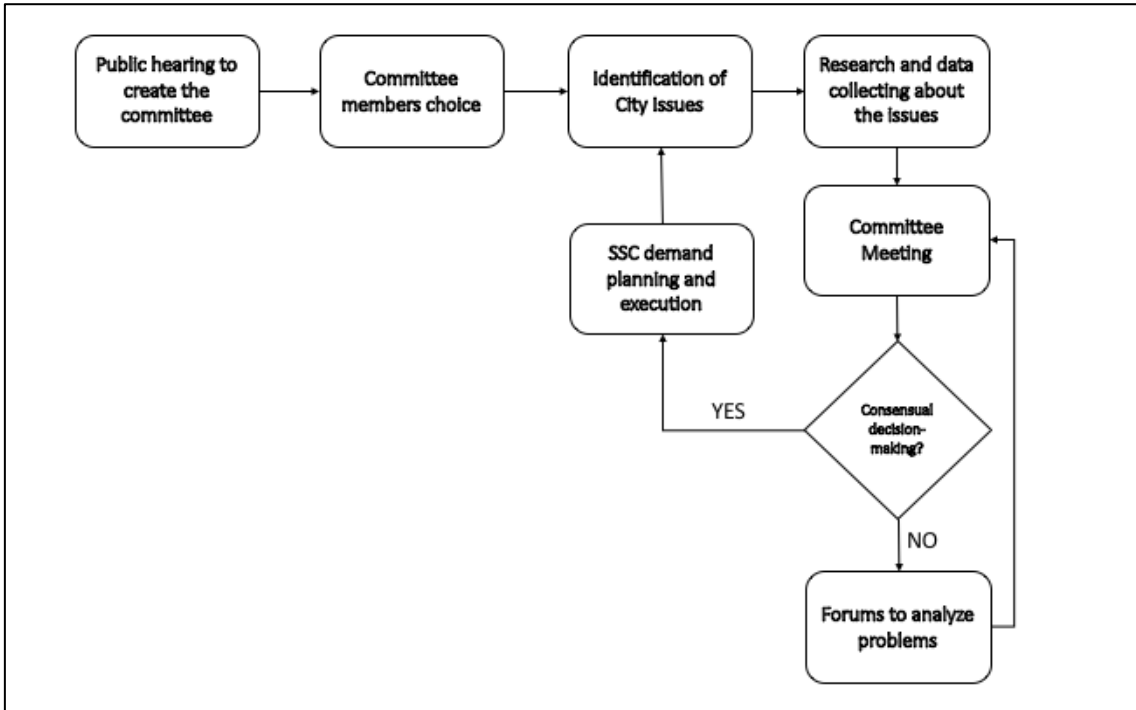 Public hearing to
create the
committee
Committee
members choice
Identification of
City issues
Research and data
collecting about
the issues
Committee
Meeting
SSC demand
planning and
execution
YES
Consensual
decision-
making?
NO
Forums to analyze
problems